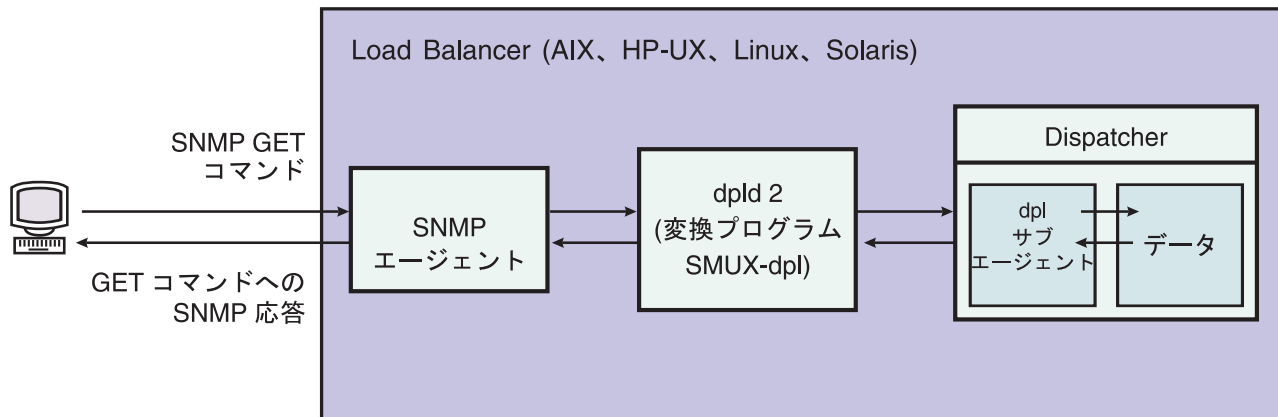 Load Balancer (AIX、HP-UX、Linux、Solaris)
SNMP GET
コマンド
GET コマンドへの
SNMP 応答
SNMP
エージェント
dpld 2
(変換プログラム
SMUX-dpl)
Dispatcher
dpl
サブ
エージェント
データ